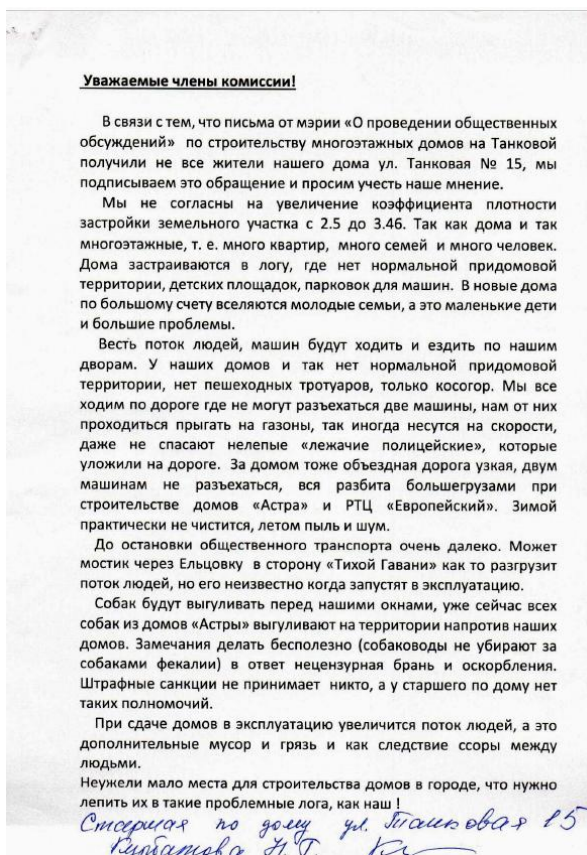 Уважаемые члены комиссии!
В связи с тем, что письма от мэрии «О проведении общественных
обсуждений» по строительству многоэтажных домов на Танковой
получили не все жители нашего дома ул. Танковая № 15, мы
подписываем это обращение и просим учесть наше мнение.
Мы не согласны на увеличение коэффициента плотности
застройки земельного участка с 2.5 до 3.46. Так как дома и так
многоэтажные, т. е. много квартир, много семей и много человек.
Дома застраиваются в логу, где нет нормальной придомовой
территории, детских площадок, парковок для машин. В новые дома
по большому счету вселяются молодые семьи, а это маленькие дети
и большие проблемы.
Весть поток людей, машин будут ходить и ездить по нашим
дворам. У наших домов и так нет нормальной придомовой
территории, нет пешеходных тротуаров, только косогор. Мы все
ходим по дороге где не могут разъехаться две машины, нам от них
проходиться прыгать на газоны, так иногда несутся на скорости,
даже не спасают нелепые «лежачие полицейские», которые
уложили на дороге. За домом тоже объездная дорога узкая, двум
машинам не разъехаться, вся разбита большегрузами при
строительстве домов «Астра» и РТЦ «Европейский». Зимой
практически не чистится, летом пыль и шум.
До остановки общественного транспорта очень далеко. Может
мостик через Ельцовку в сторону «Тихой Гавани» как то разгрузит
поток людей, но его неизвестно когда запустят в эксплуатацию.
Собак будут выгуливать перед нашими окнами, уже сейчас всех
собак из домов «Астры» выгуливают на территории напротив наших
домов. Замечания делать бесполезно (собаководы не убирают за
собаками фекалии) в ответ нецензурная брань и оскорбления.
Штрафные санкции не принимает никто, а у старшего по дому нет
таких полномочий.
При сдаче домов в эксплуатацию увеличится поток людей, а это
дополнительные мусор и грязь и как следствие ссоры между
людьми.
Неужели мало места для строительства домов в городе, что нужно
лепить их в такие проблемные лога, как наш !
Старшая по дому ул. Танковая 15